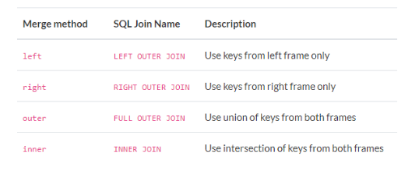 Merge method SQL Join Name Description
left LEFT OUTER JOIN Use keys from left frame only
right RIGHT OUTER JOIN Use keys from right frame only
outer FULL OUTER JOIN Use union of keys from both frames
inner INNER JOIN Use intersection of keys from both frames